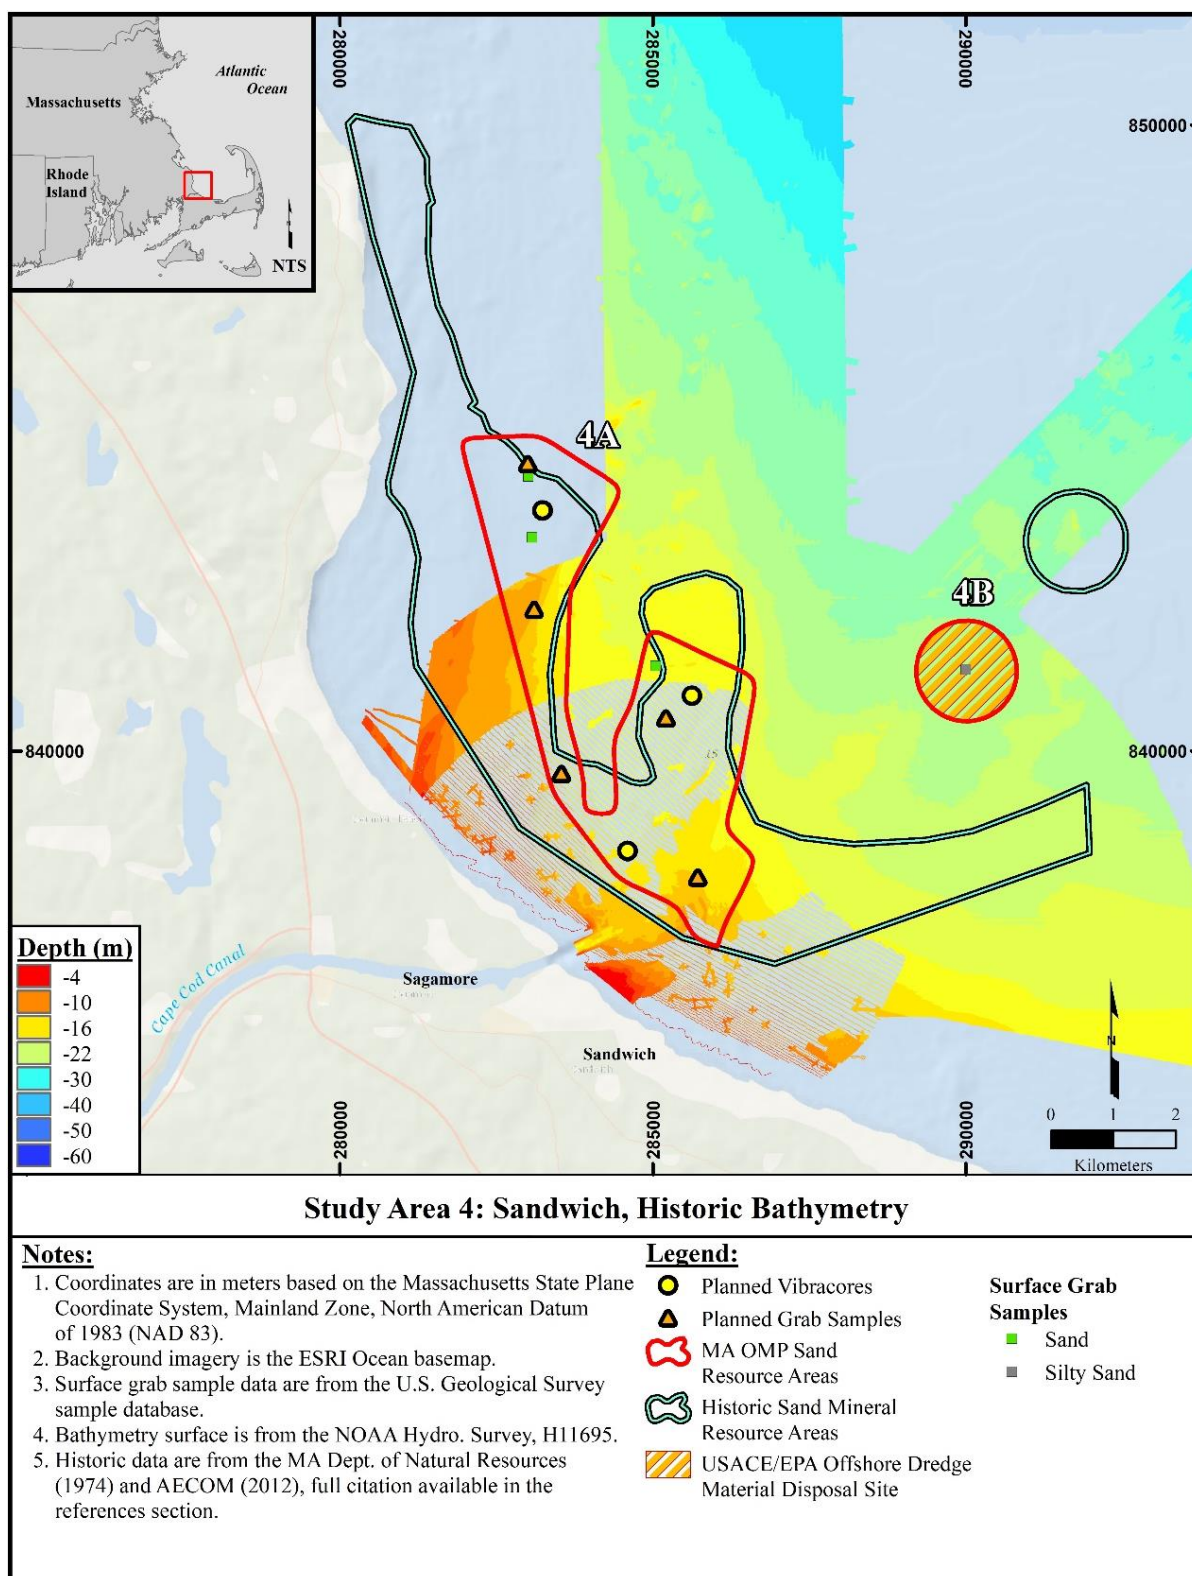 Atlantic
Ocean
Massachusetts
Rhode
Island
NTS
280000
285000
290000
850000
4A
4B
840000
840000
15
Cape Cod Canal
Sagamore
Sandwich
280000
285000
290000
N
0 1 2
Kilometers
Depth (m)
-4
-10
-16
-22
-30
-40
-50
-60
Study Area 4: Sandwich, Historic Bathymetry
Notes:
1. Coordinates are in meters based on the Massachusetts State Plane
Coordinate System, Mainland Zone, North American Datum
of 1983 (NAD 83).
2. Background imagery is the ESRI Ocean basemap.
3. Surface grab sample data are from the U.S. Geological Survey
sample database.
4. Bathymetry surface is from the NOAA Hydro. Survey, H11695.
5. Historic data are from the MA Dept. of Natural Resources
(1974) and AECOM (2012), full citation available in the
references section.
Legend:
Planned Vibracores
Planned Grab Samples
MA OMP Sand
Resource Areas
Historic Sand Mineral
Resource Areas
USACE/EPA Offshore Dredge
Material Disposal Site
Surface Grab
Samples
Sand
Silty Sand